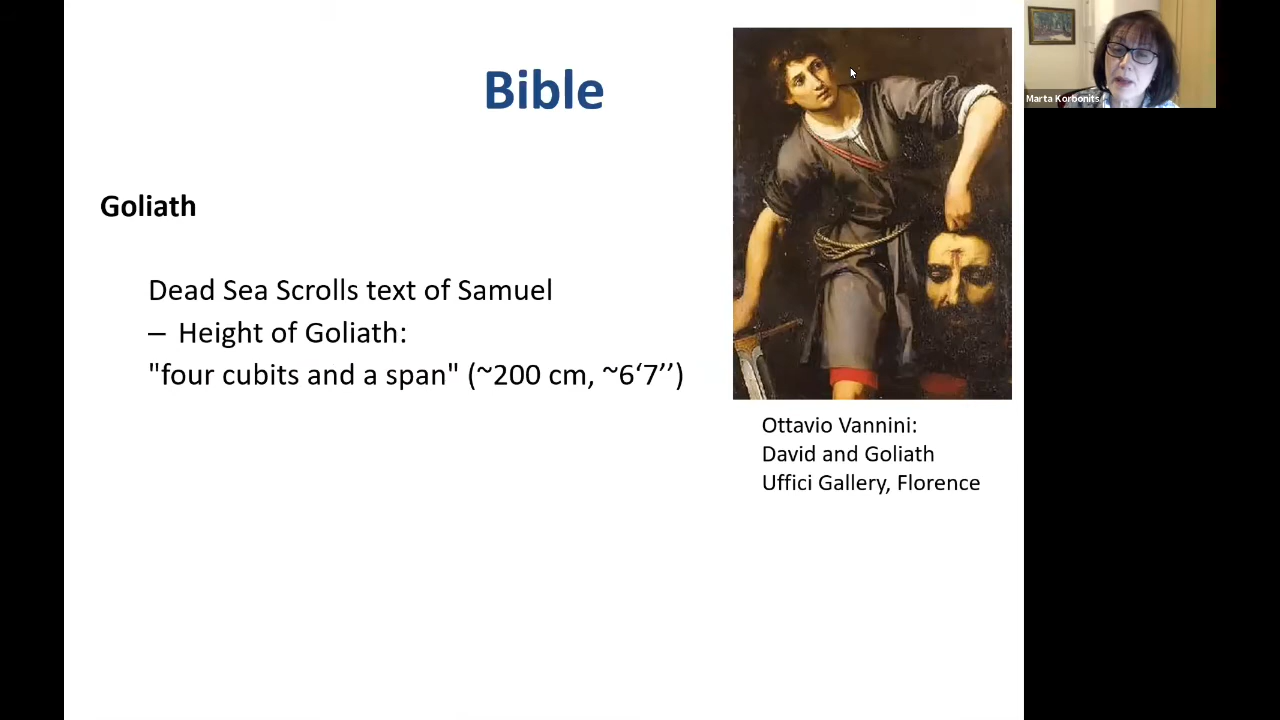 Bible
Goliath
Dead Sea Scrolls text of Samuel
– Height of Goliath:
"four cubits and a span" (~200 cm, ~6‘7’’)
Ottavio Vannini:
David and Goliath
Uffici Gallery, Florence
Marta Korbonits